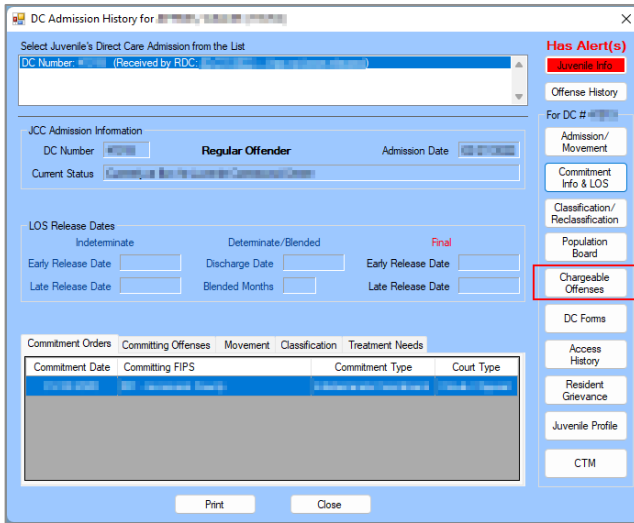 DC Admission History for
Select Juvenile's Direct Care Admission from the List
DC Number: (Received by RDC: )
Has Alert(s)
Juvenile Info
Offense History
For DC #
JCC Admission Information
DC Number
Regular Offender
Admission Date
Current Status
Admission/
Movement
Commitment
Info & LOS
Classification/
Reclassification
LOS Release Dates
Indeterminate
Determinate/Blended
Final
Early Release Date
Discharge Date
Early Release Date
Late Release Date
Blended Months
Late Release Date
Population
Board
Chargeable
Offenses
DC Forms
Access
History
Resident
Grievance
Juvenile Profile
CTM
Commitment Orders
Committing Offenses
Movement
Classification
Treatment Needs
Commitment Date
Committing FIPS
Commitment Type
Court Type
Print
Close